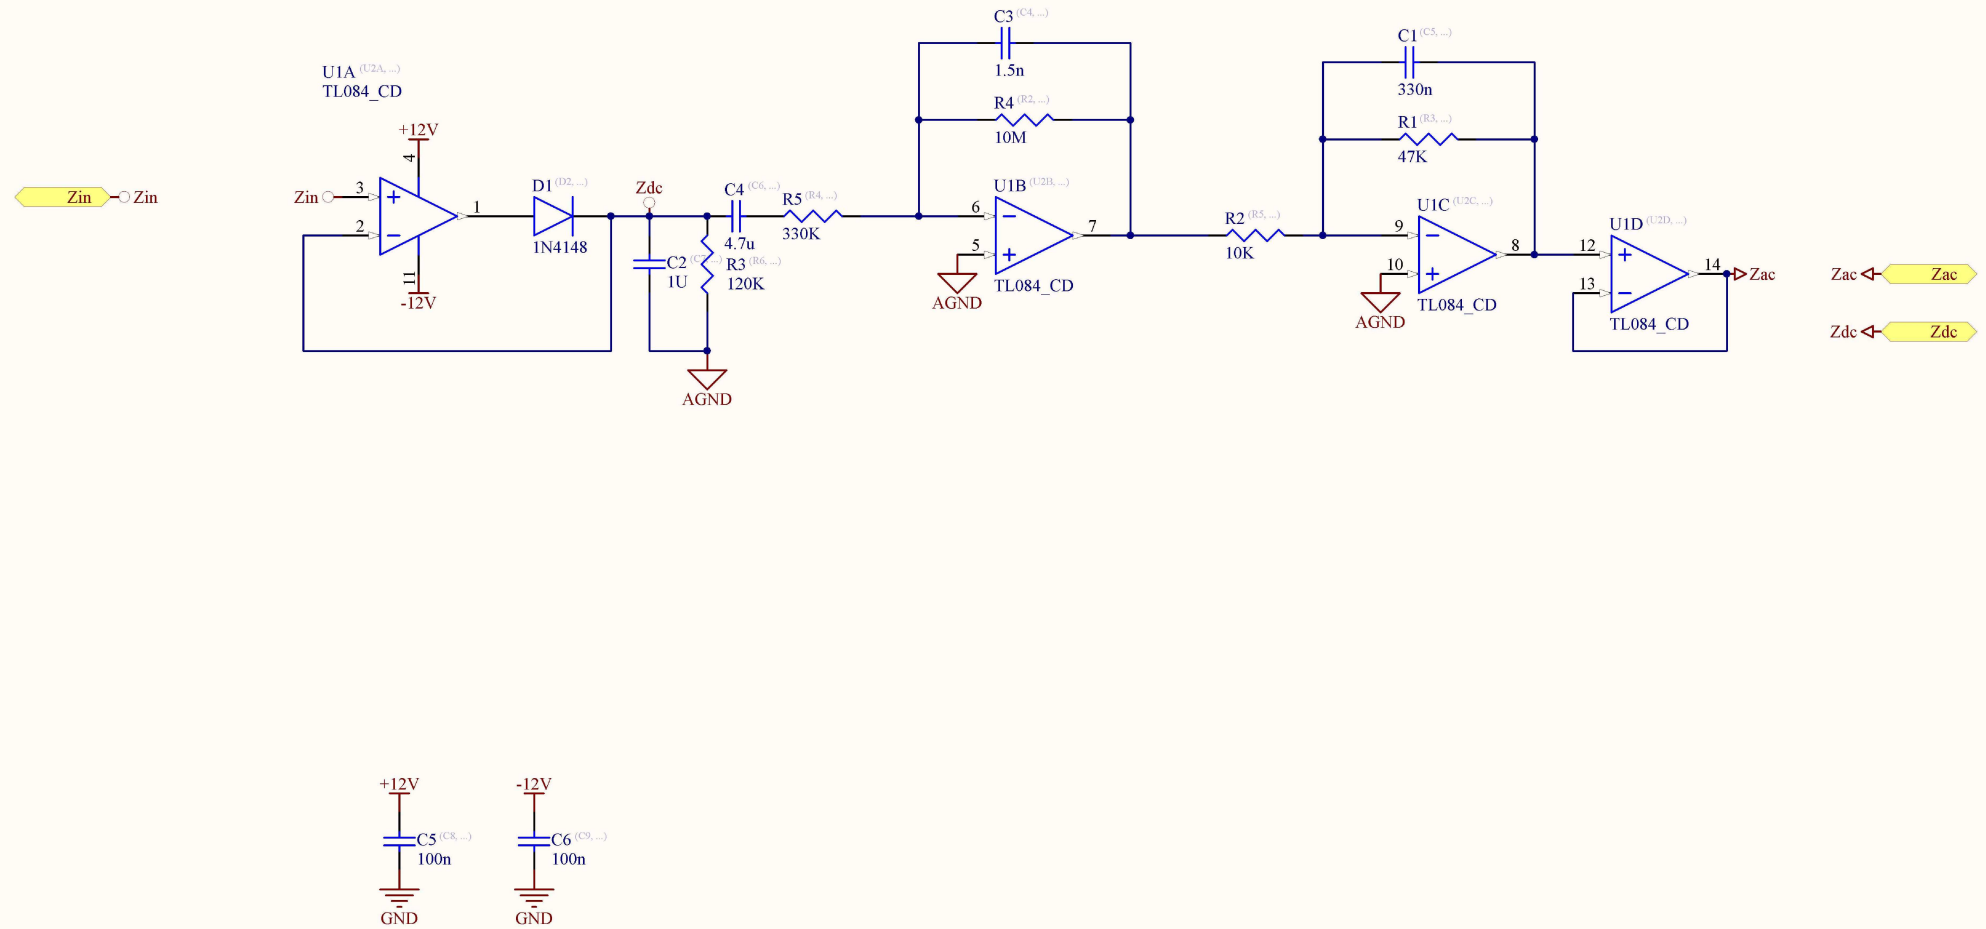 C3 (C4, ...)
1.5n
R4 (R2, ...)
10M
C1 (C5, ...)
330n
R1 (R3, ...)
47K
U1A (U2A, ...)
TL084_CD
+12V
4
Zin
Zin
Zin
3
2
1
11
-12V
D1 (D2, ...)
1N4148
Zdc
C4 (C6, ...)
4.7u
R5 (R4, ...)
330K
C2 (C7, ...)
1U
R3 (R6, ...)
120K
AGND
U1B (U2B, ...)
6
5
7
TL084_CD
AGND
R2 (R5, ...)
10K
U1C (U2C, ...)
9
10
8
TL084_CD
AGND
U1D (U2D, ...)
12
13
14
TL084_CD
Zac
Zac
Zac
Zdc
Zdc
+12V
C5 (C8, ...)
100n
GND
-12V
C6 (C9, ...)
100n
GND